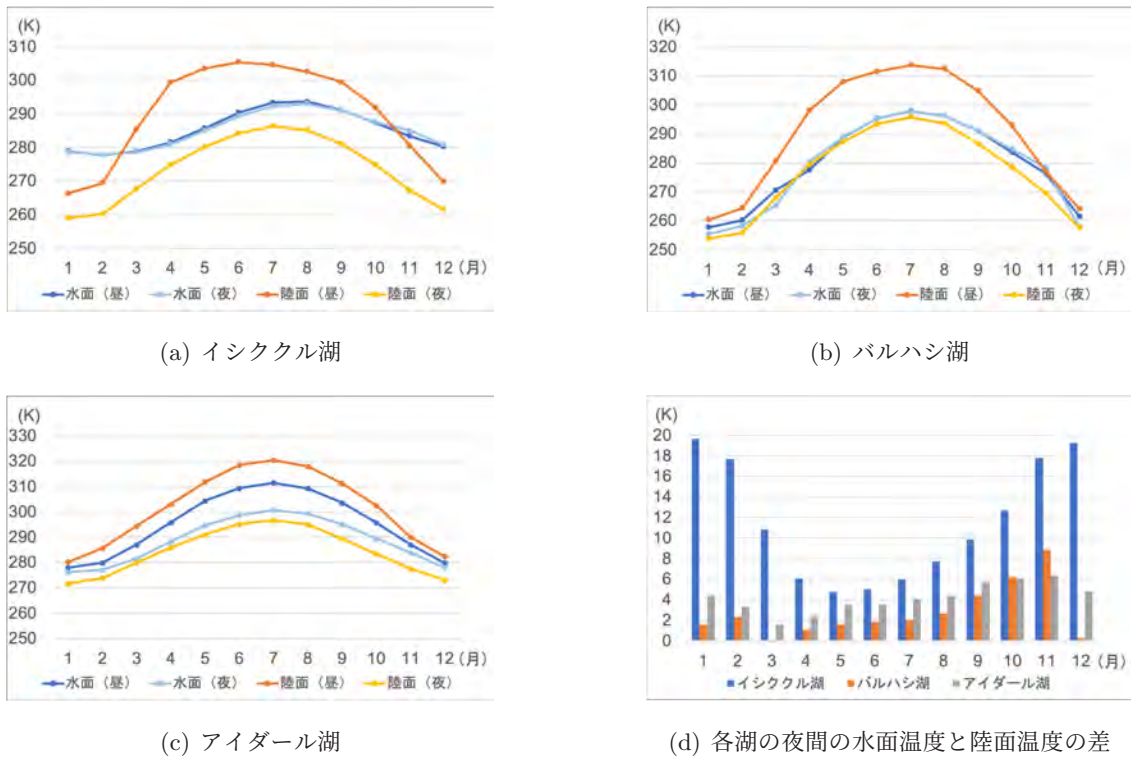 (K)
310
300
290
280
270
260
250
1 2 3 4 5 6 7 8 9 10 11 12 (月)
水面（昼） 水面（夜） 陸面（昼） 陸面（夜）
(a) イシククル湖
(K)
320
310
300
290
280
270
260
250
1 2 3 4 5 6 7 8 9 10 11 12 (月)
水面（昼） 水面（夜） 陸面（昼） 陸面（夜）
(b) バルハシ湖
(K)
330
320
310
300
290
280
270
260
250
1 2 3 4 5 6 7 8 9 10 11 12 (月)
水面（昼） 水面（夜） 陸面（昼） 陸面（夜）
(c) アイダール湖
(K)
20
18
16
14
12
10
8
6
4
2
0
1 2 3 4 5 6 7 8 9 10 11 12 (月)
イシククル湖 バルハシ湖 アイダール湖
(d) 各湖の夜間の水面温度と陸面温度の差